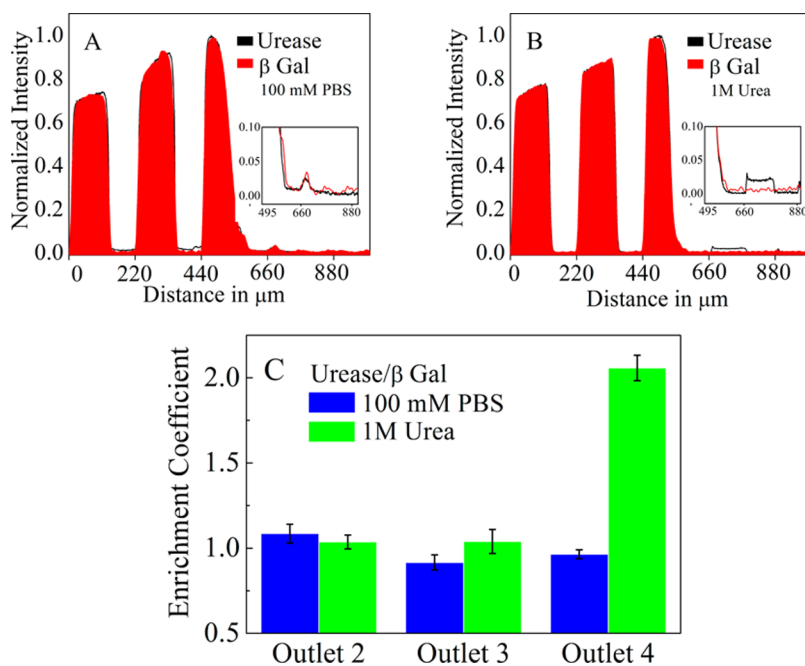 A
Urease
β Gal
100 mM PBS
Normalized Intensity
1.0
0.8
0.6
0.4
0.2
0.0
0.10
0.05
0.00
495
660
880
0
220
440
660
880
Distance in μm
B
Urease
β Gal
1M Urea
Normalized Intensity
1.0
0.8
0.6
0.4
0.2
0.0
0.10
0.05
0.00
495
660
880
0
220
440
660
880
Distance in μm
C
Urease/β Gal
100 mM PBS
1M Urea
Enrichment Coefficient
2.0
1.5
1.0
0.5
Outlet 2
Outlet 3
Outlet 4